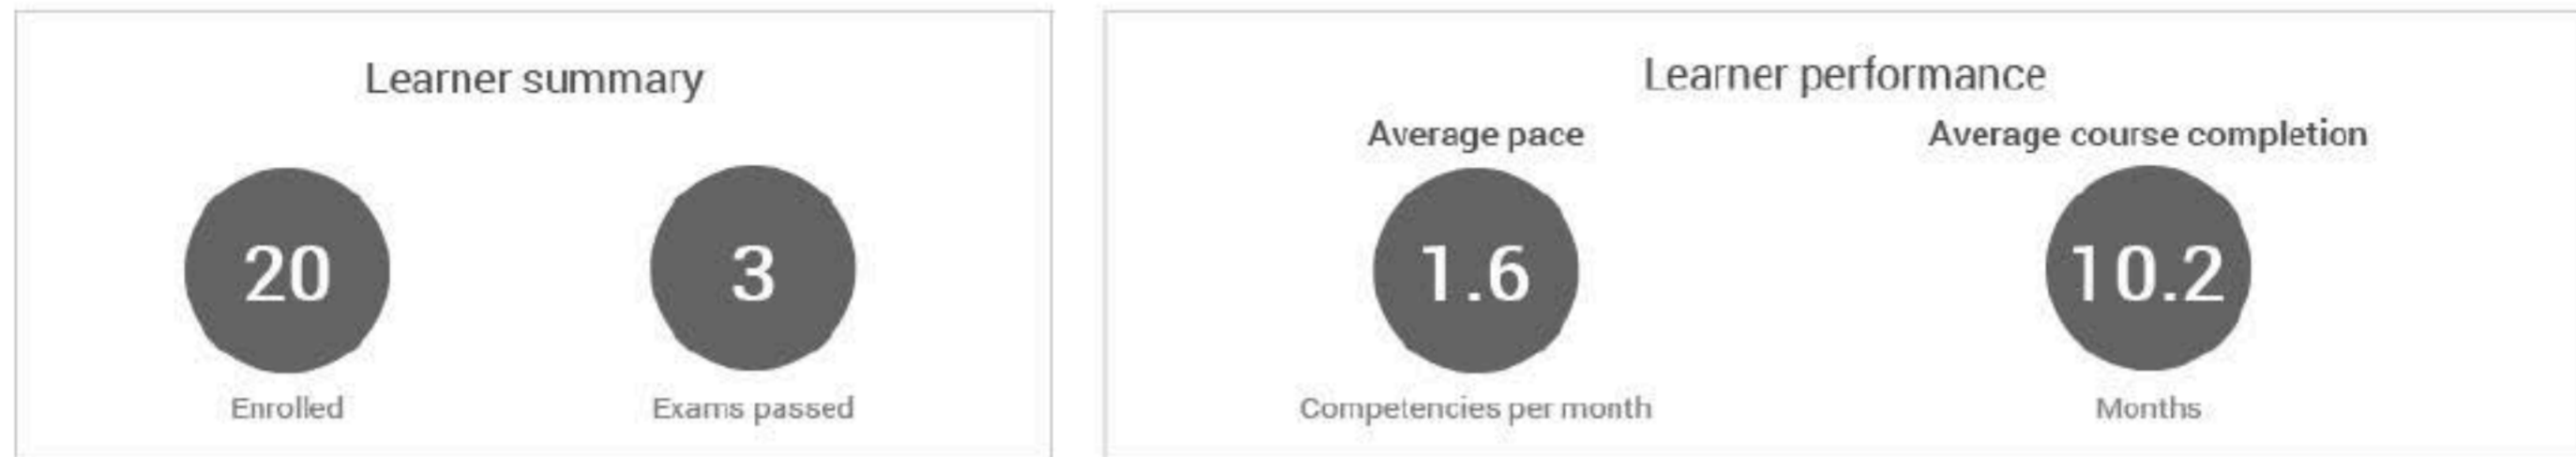 Learner summary
20
3
Enrolled
Exams passed
Learner performance
Average pace
Average course completion
1.6
10.2
Competencies per month
Months